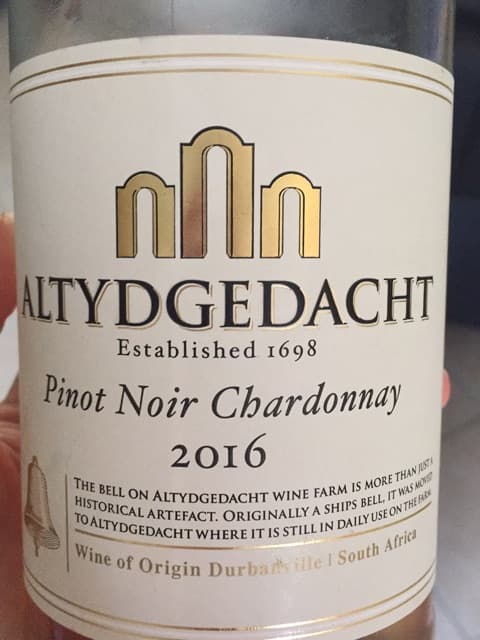 ALTYDGEDACHT
Established 1698
Pinot Noir Chardonnay
2016
THE BELL ON ALTYDGEDACHT WINE FARM IS MORE THAN JUST A
HISTORICAL ARTEFACT. ORIGINALLY A SHIPS BELL, IT WAS MOVED
TO ALTYDGEDACHT WHERE IT IS STILL IN DAILY USE ON THE FARM.
Wine of Origin Durbanville | South Africa